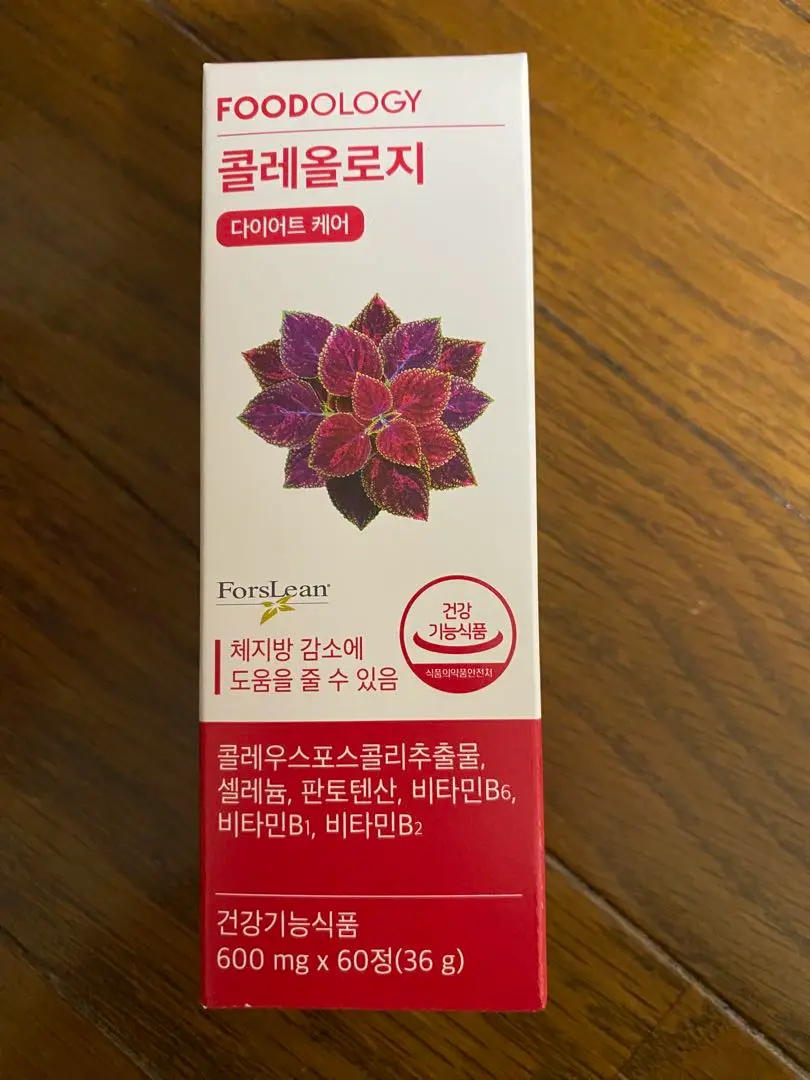 FOODOLOGY
콜레올로지
다이어트 케어
ForsLean®
체지방 감소에
도움을 줄 수 있음
건강
기능식품
식품의약품안전처
콜레우스포스콜리추출물,
셀레늄, 판토텐산, 비타민B6,
비타민B1, 비타민B2
건강기능식품
600 mg x 60정(36 g)